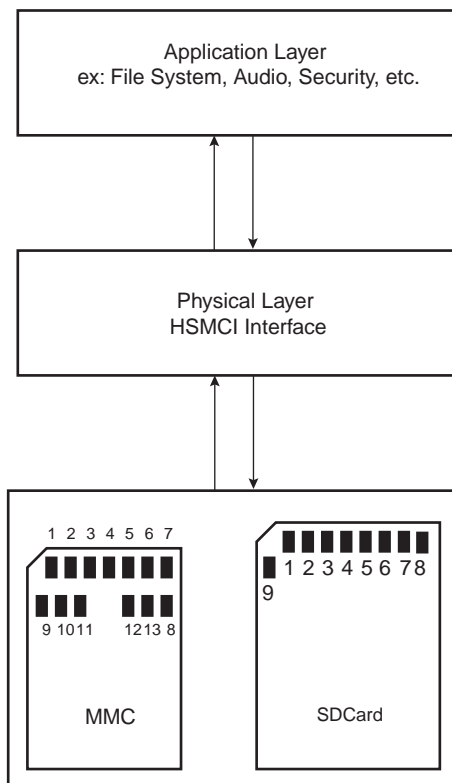 Application Layer
ex: File System, Audio, Security, etc.
Physical Layer
HSMCI Interface
1 2 3 4 5 6 7
9 10 11 12 13 8
MMC
1 2 3 4 5 6 7 8
9
SDCard